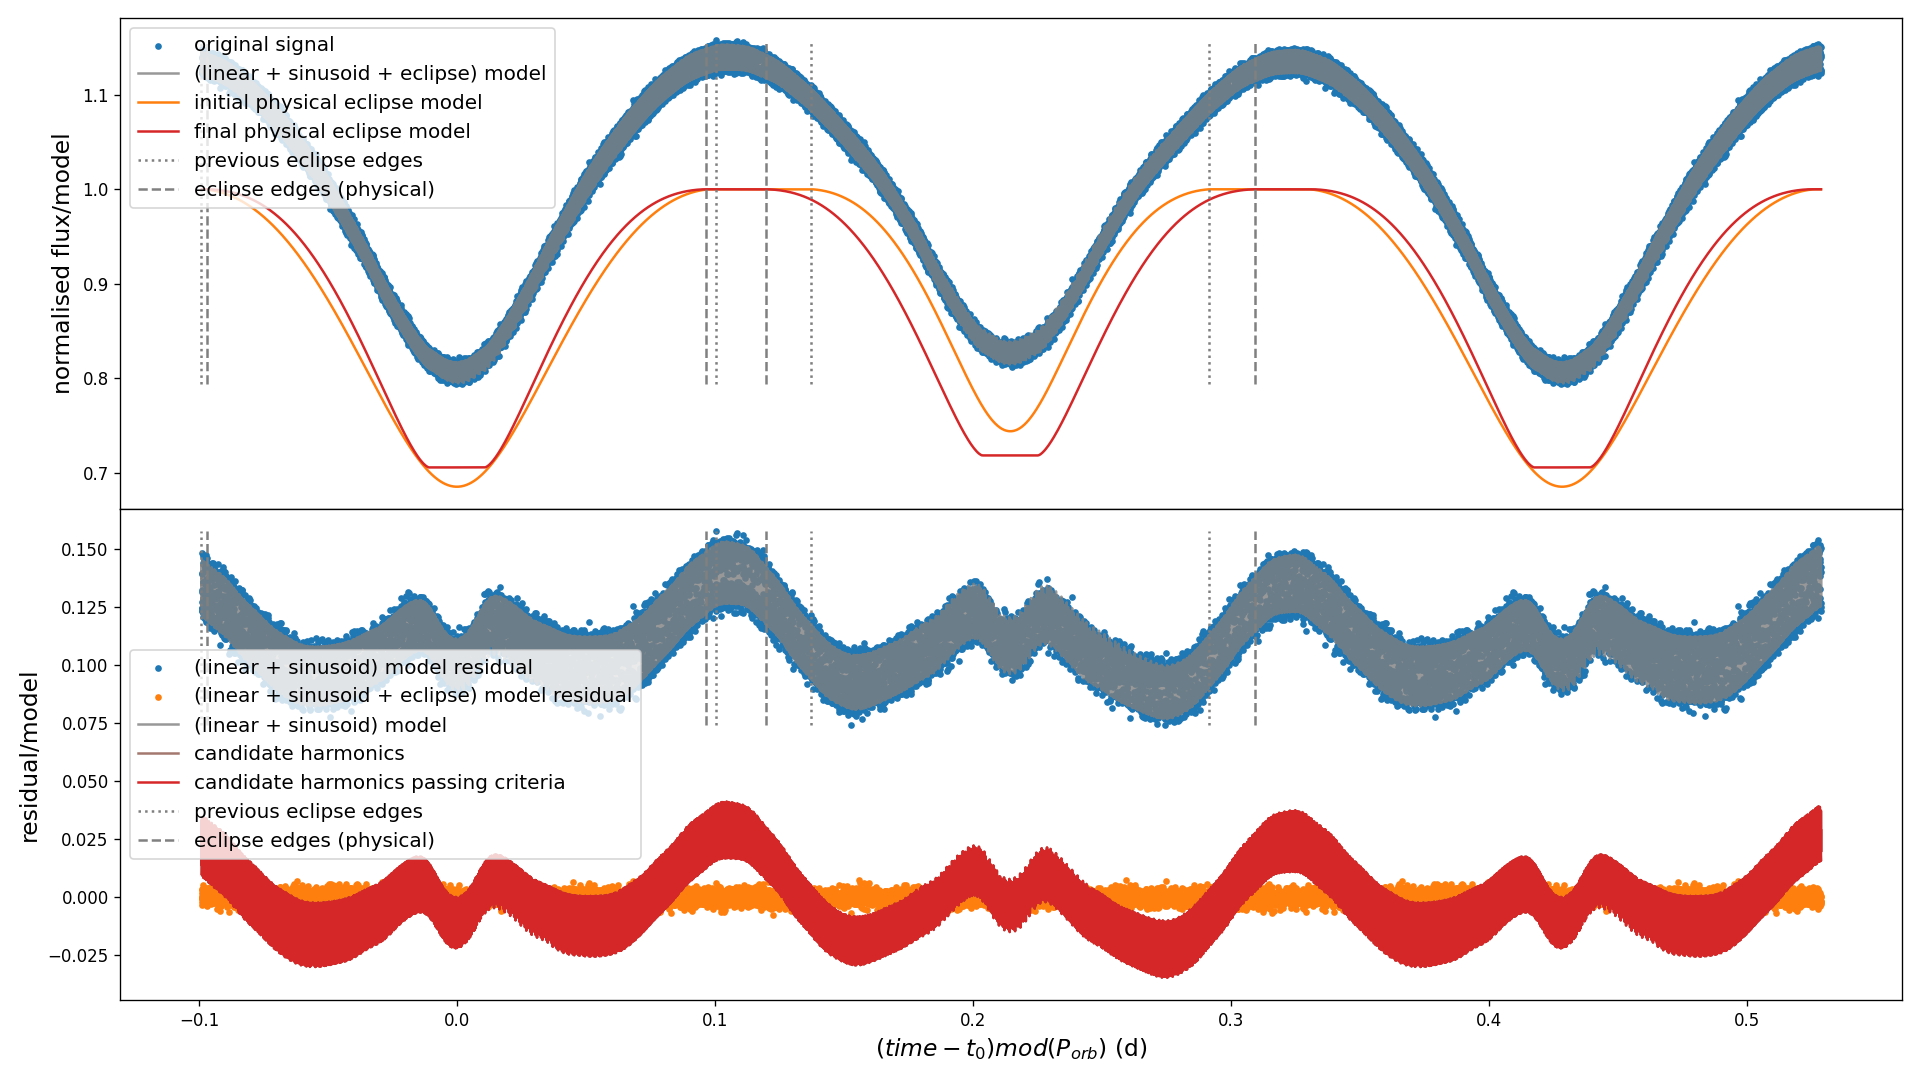 original signal
(linear + sinusoid + eclipse) model
initial physical eclipse model
final physical eclipse model
previous eclipse edges
eclipse edges (physical)
normalised flux/model
1.1
1.0
0.9
0.8
0.7
(linear + sinusoid) model residual
(linear + sinusoid + eclipse) model residual
(linear + sinusoid) model
candidate harmonics
candidate harmonics passing criteria
previous eclipse edges
eclipse edges (physical)
residual/model
0.150
0.125
0.100
0.075
0.050
0.025
0.000
−0.025
−0.1 0.0 0.1 0.2 0.3 0.4 0.5
(time − t₀)mod(P_orb) (d)